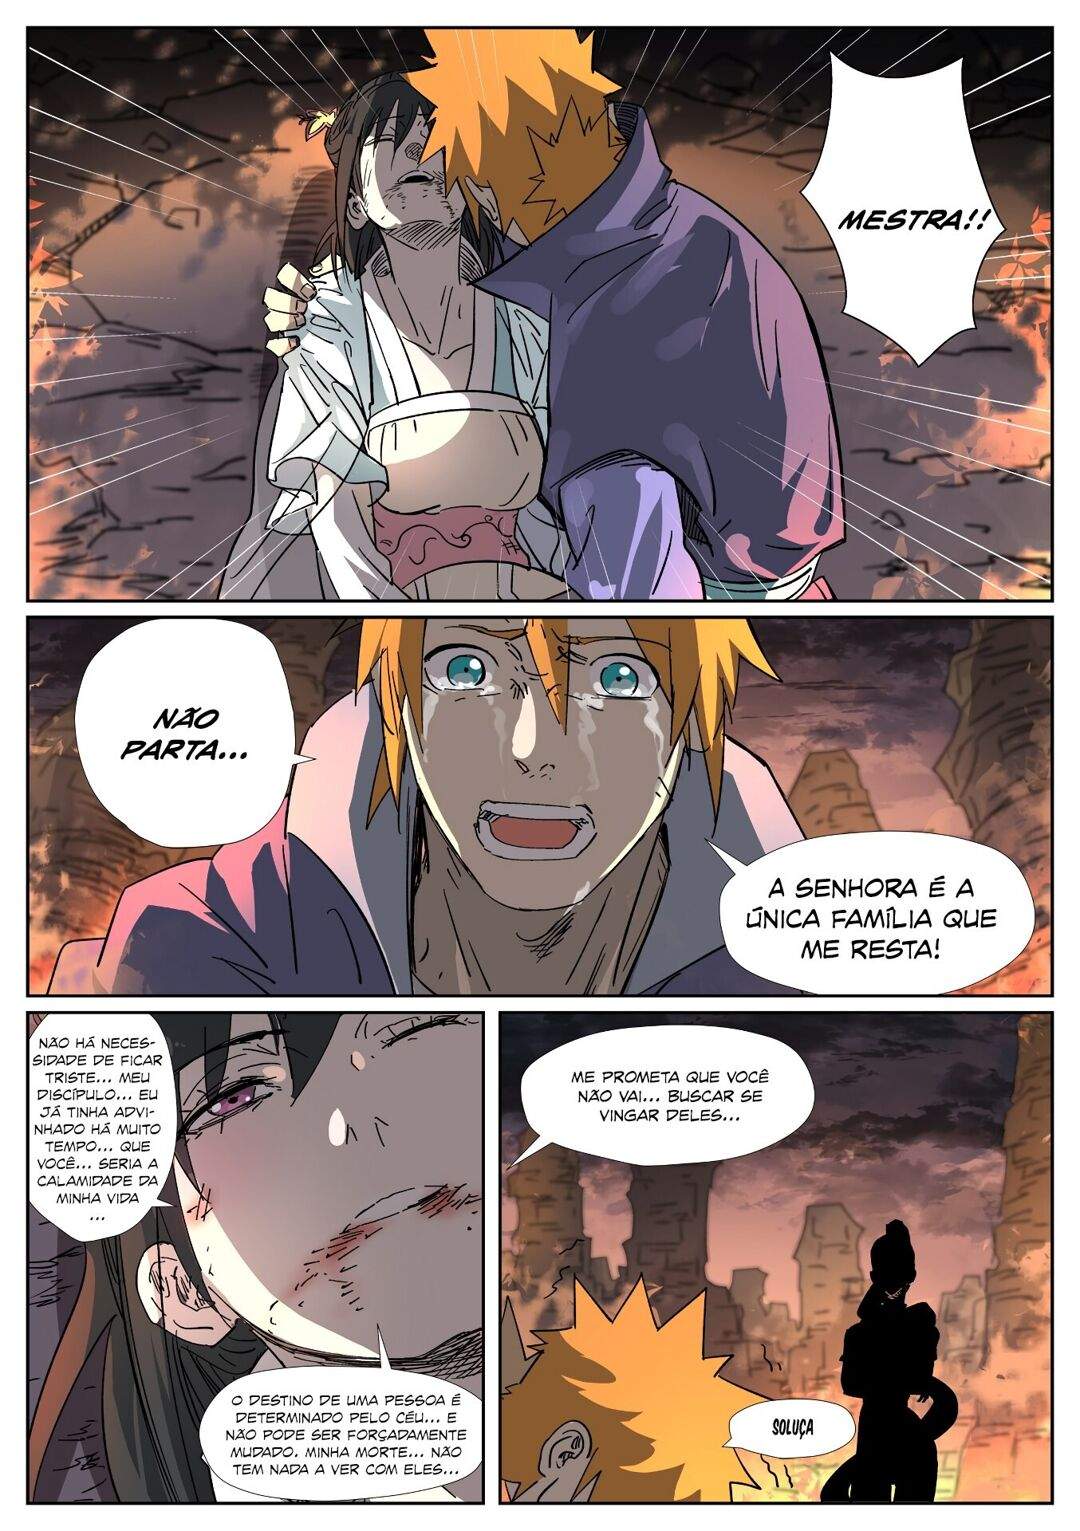 MESTRA!!
NÃO
PARTA...
A SENHORA É A
ÚNICA FAMÍLIA QUE
ME RESTA!
NÃO HÁ NECES-
SIDADE DE FICAR
TRISTE... MEU
DISCÍPULO... EU
JÁ TINHA ADVI-
NHADO HÁ MUITO
TEMPO... QUE
VOCÊ... SERIA A
CALAMIDADE DA
MINHA VIDA
...
O DESTINO DE UMA PESSOA É
DETERMINADO PELO CÉU... E
NÃO PODE SER FORÇADAMENTE
MUDADO. MINHA MORTE... NÃO
TEM NADA A VER COM ELES...
ME PROMETA QUE VOCÊ
NÃO VAI... BUSCAR SE
VINGAR DELES...
SOLUÇA